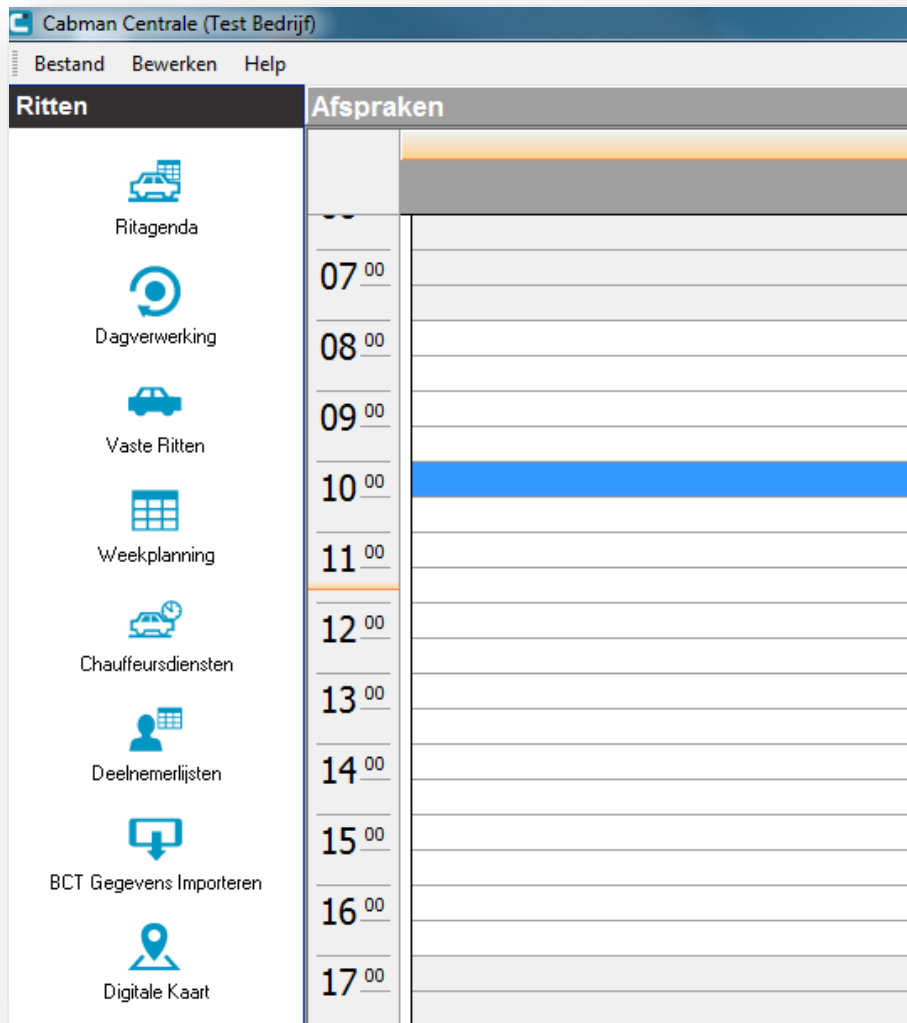 Cabman Centrale (Test Bedrijf)
Bestand Bewerken Help
Ritten
Ritagenda
Dagverwerking
Vaste Ritten
Weekplanning
Chauffeursdiensten
Deelnemerlijsten
BCT Gegevens Importeren
Digitale Kaart
Afspraken
07 00
08 00
09 00
10 00
11 00
12 00
13 00
14 00
15 00
16 00
17 00